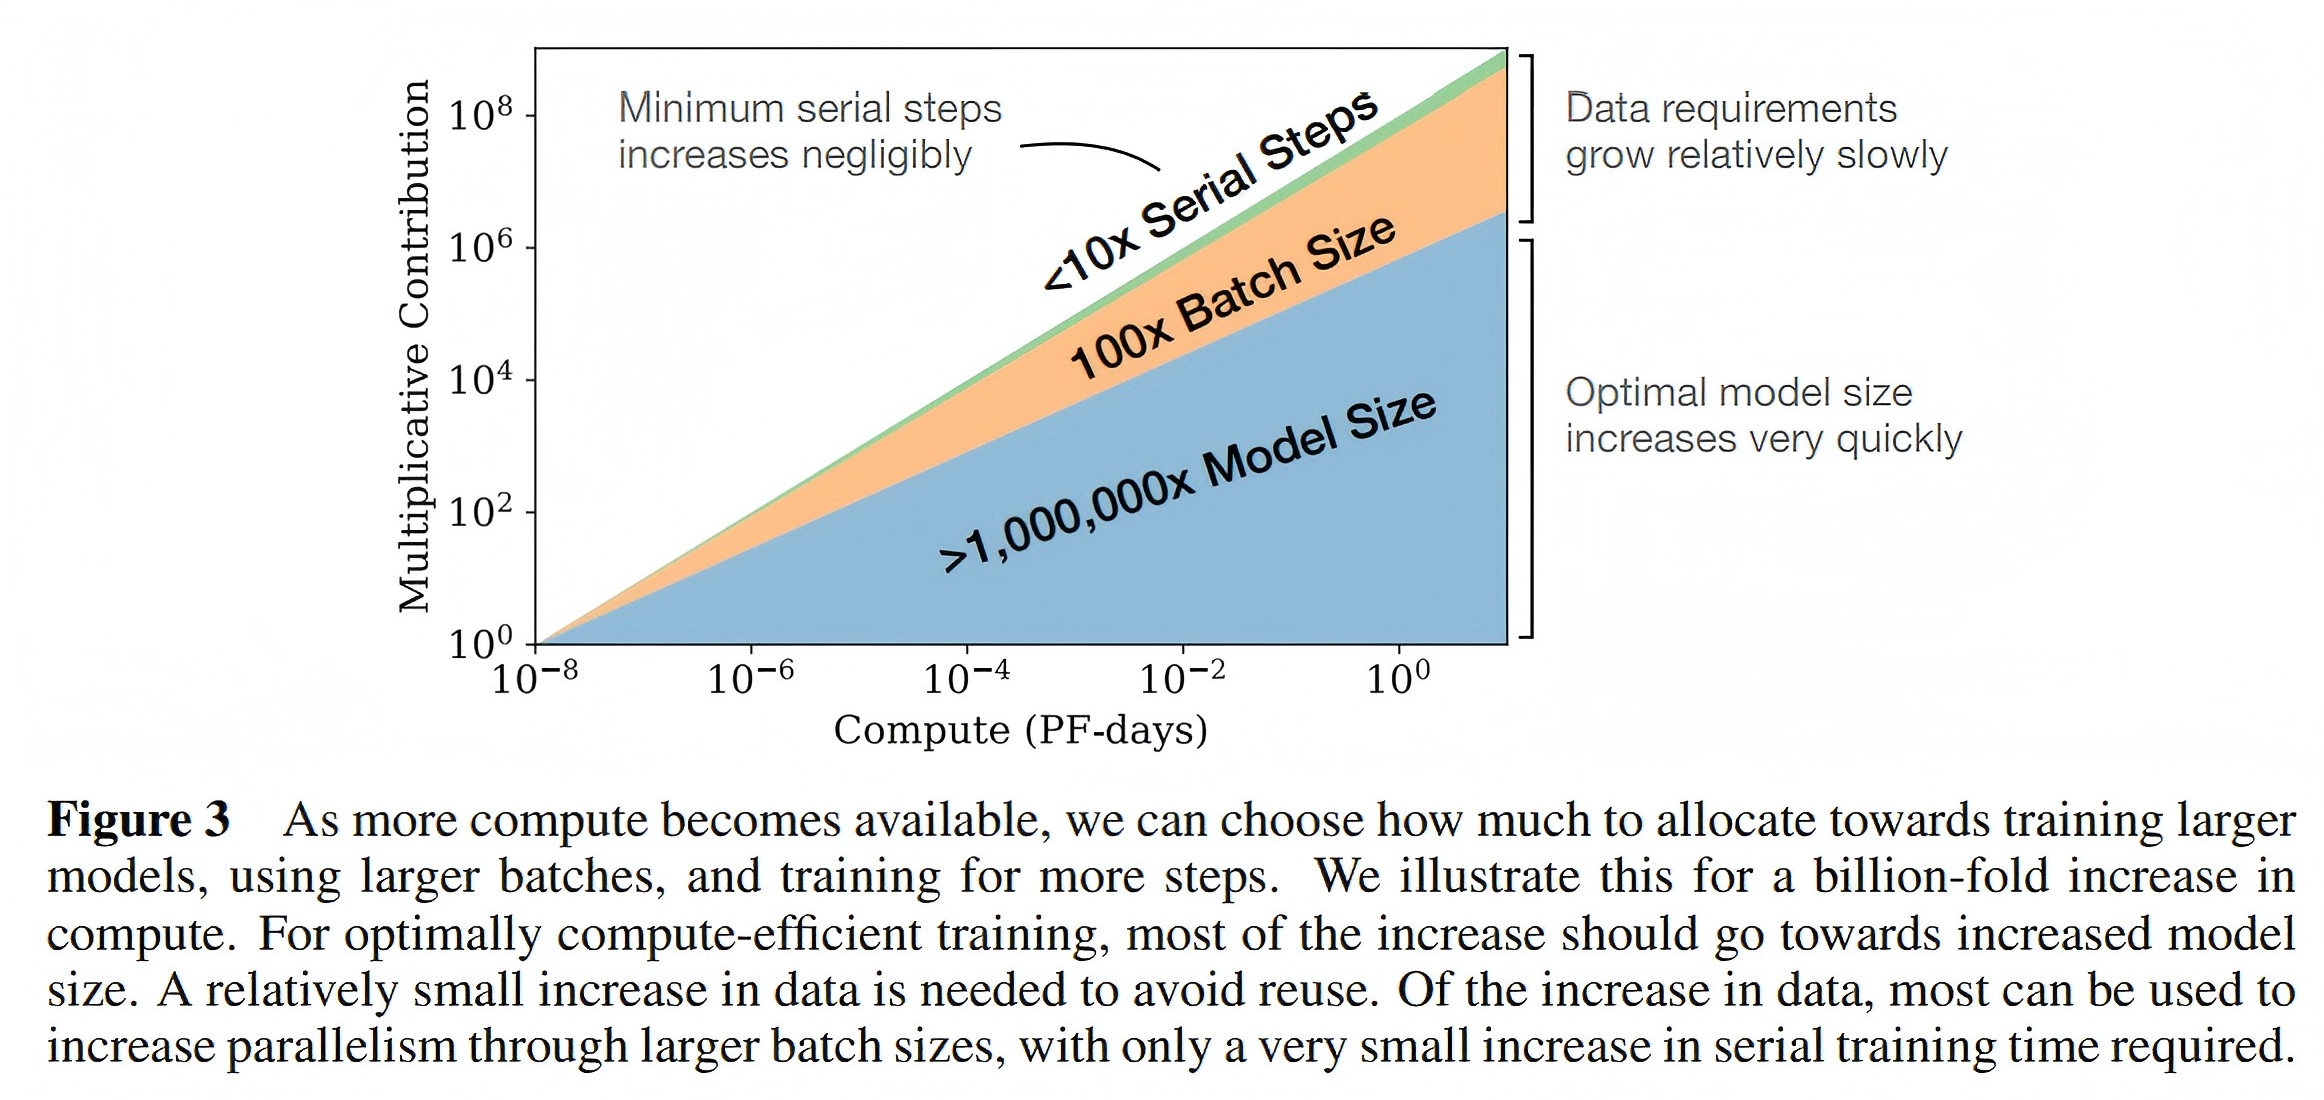 Multiplicative Contribution
10⁸
10⁶
10⁴
10²
10⁰
Minimum serial steps
increases negligibly
<10x Serial Steps
100x Batch Size
>1,000,000x Model Size
Data requirements
grow relatively slowly
Optimal model size
increases very quickly
10⁻⁸ 10⁻⁶ 10⁻⁴ 10⁻² 10⁰
Compute (PF-days)
Figure 3 As more compute becomes available, we can choose how much to allocate towards training larger
models, using larger batches, and training for more steps. We illustrate this for a billion-fold increase in
compute. For optimally compute-efficient training, most of the increase should go towards increased model
size. A relatively small increase in data is needed to avoid reuse. Of the increase in data, most can be used to
increase parallelism through larger batch sizes, with only a very small increase in serial training time required.